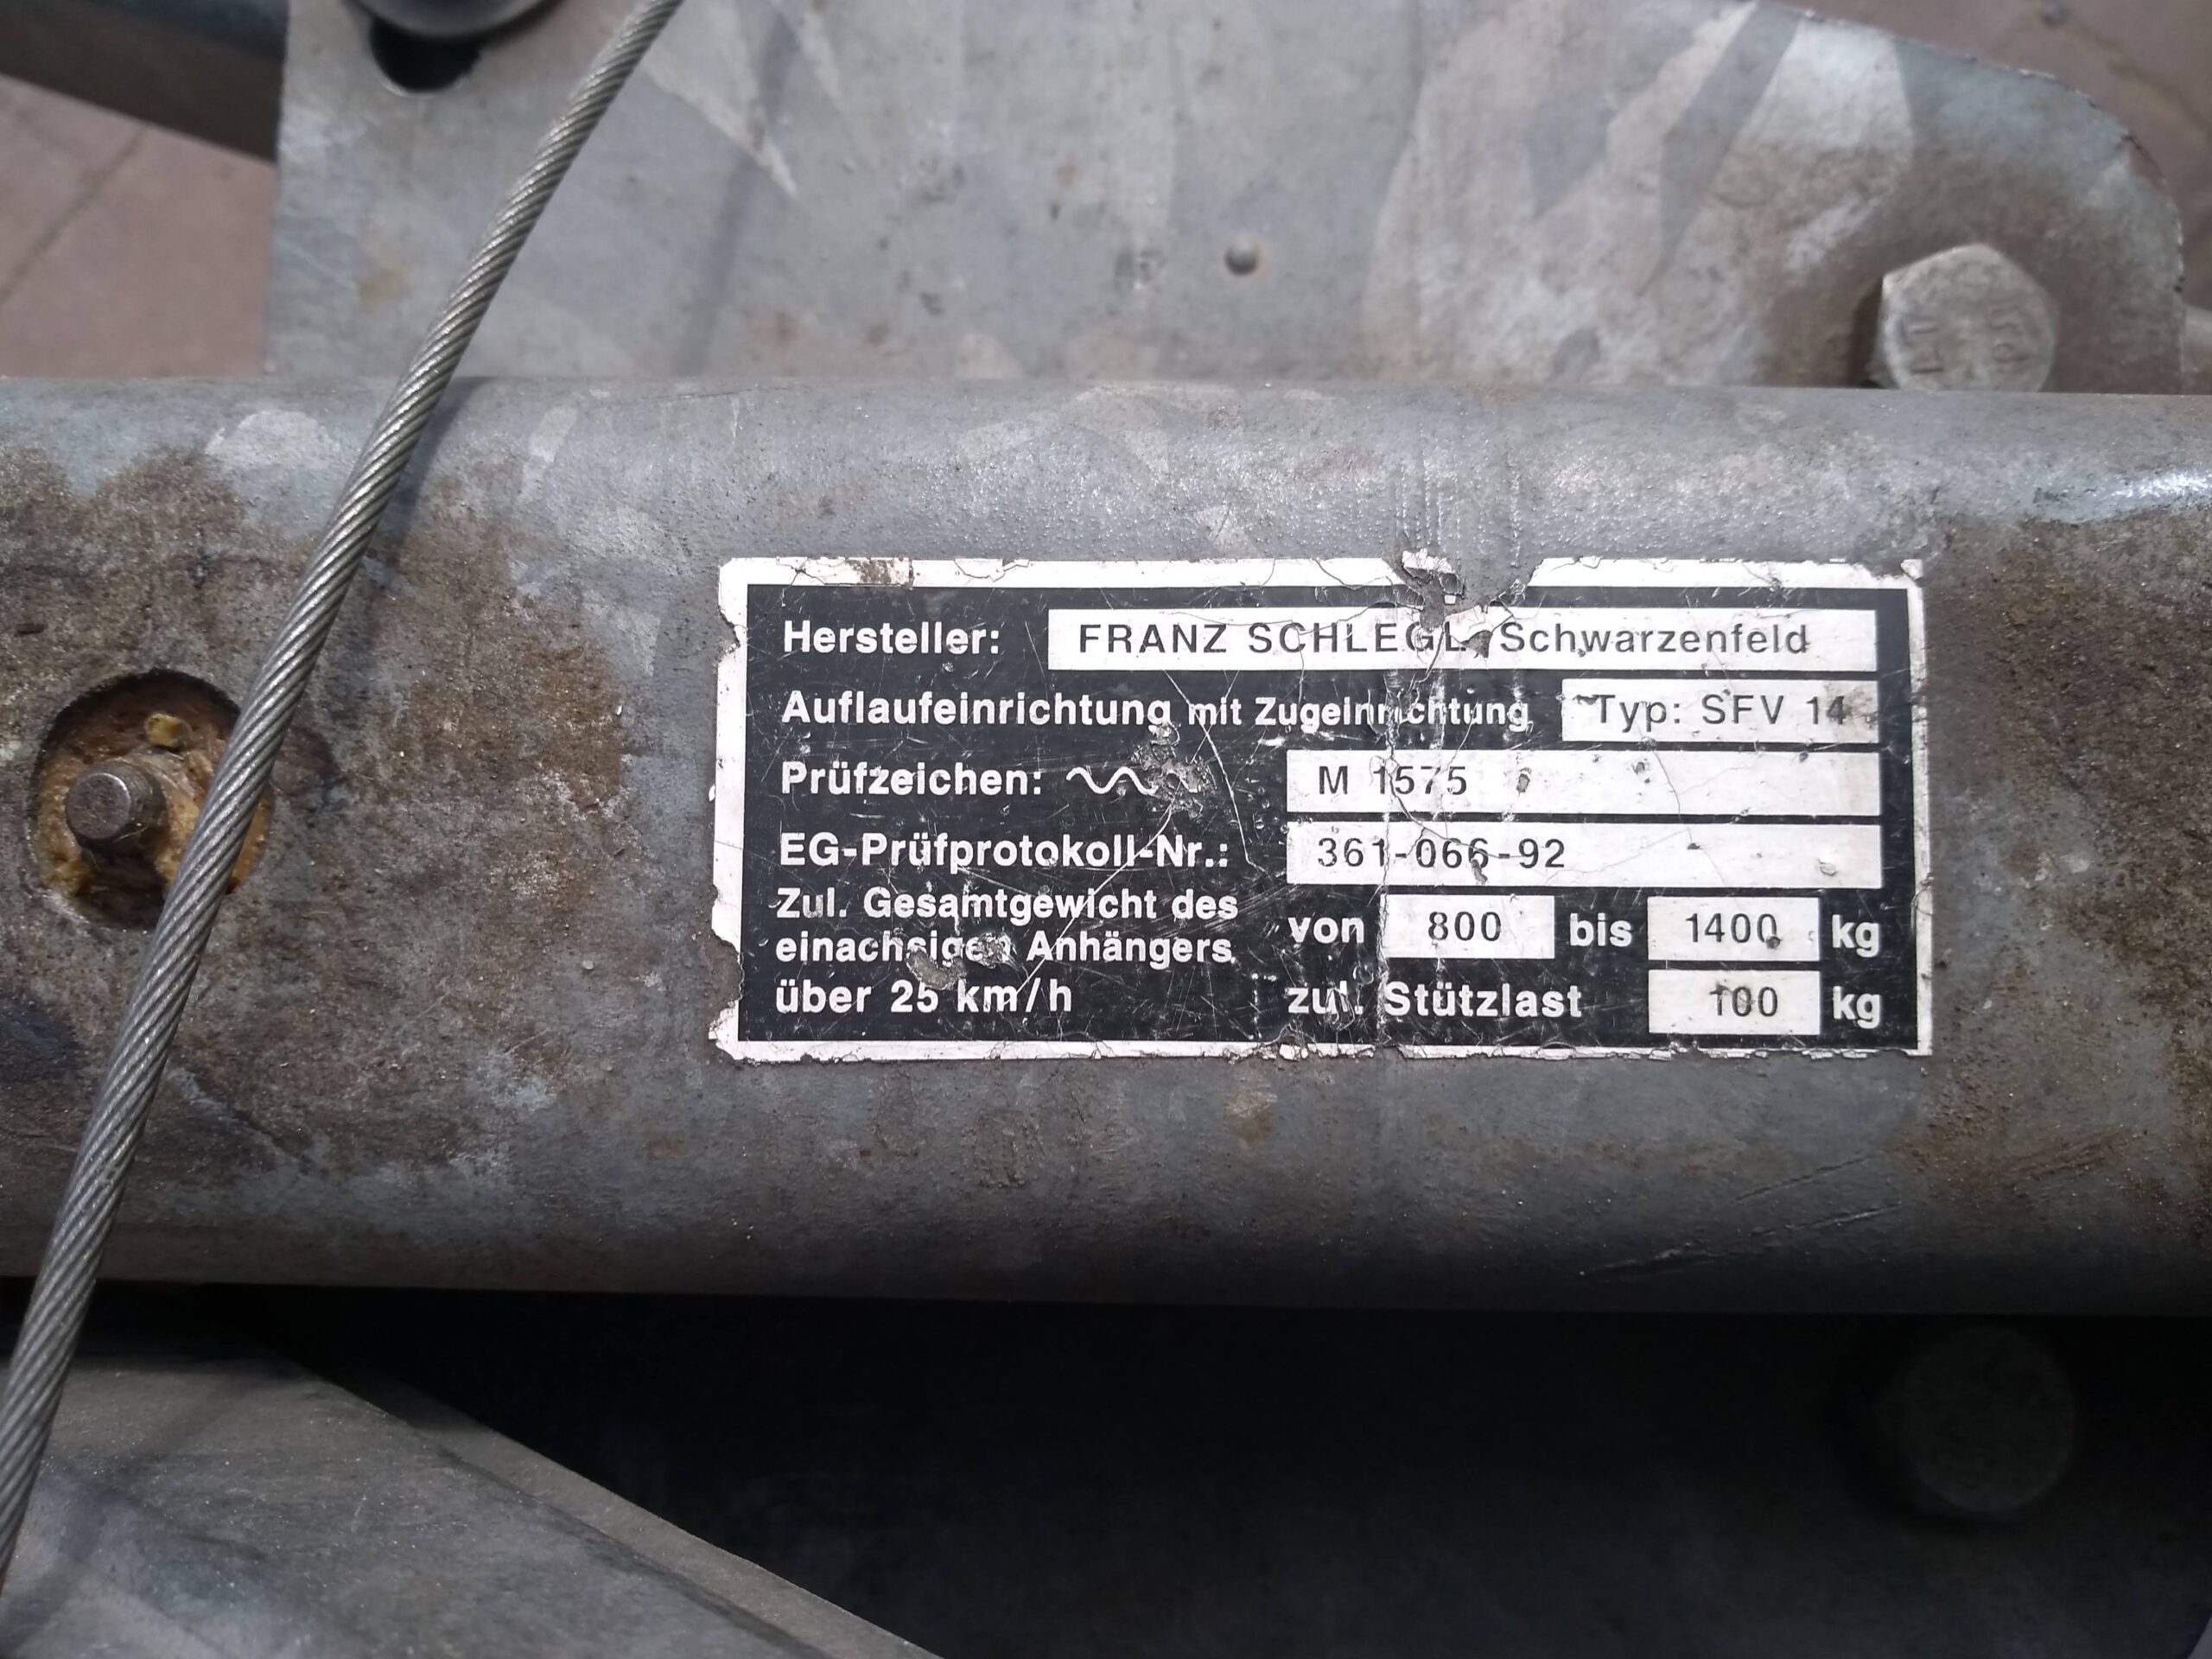 Hersteller: FRANZ SCHLEGL, Schwarzenfeld
Auflaufeinrichtung mit Zugeinrichtung Typ: SFV 14
Prüfzeichen: M 1575
EG-Prüfprotokoll-Nr.: 361-066-92
Zul. Gesamtgewicht des
einachsigen Anhängers von 800 bis 1400 kg
über 25 km/h zul. Stützlast 100 kg